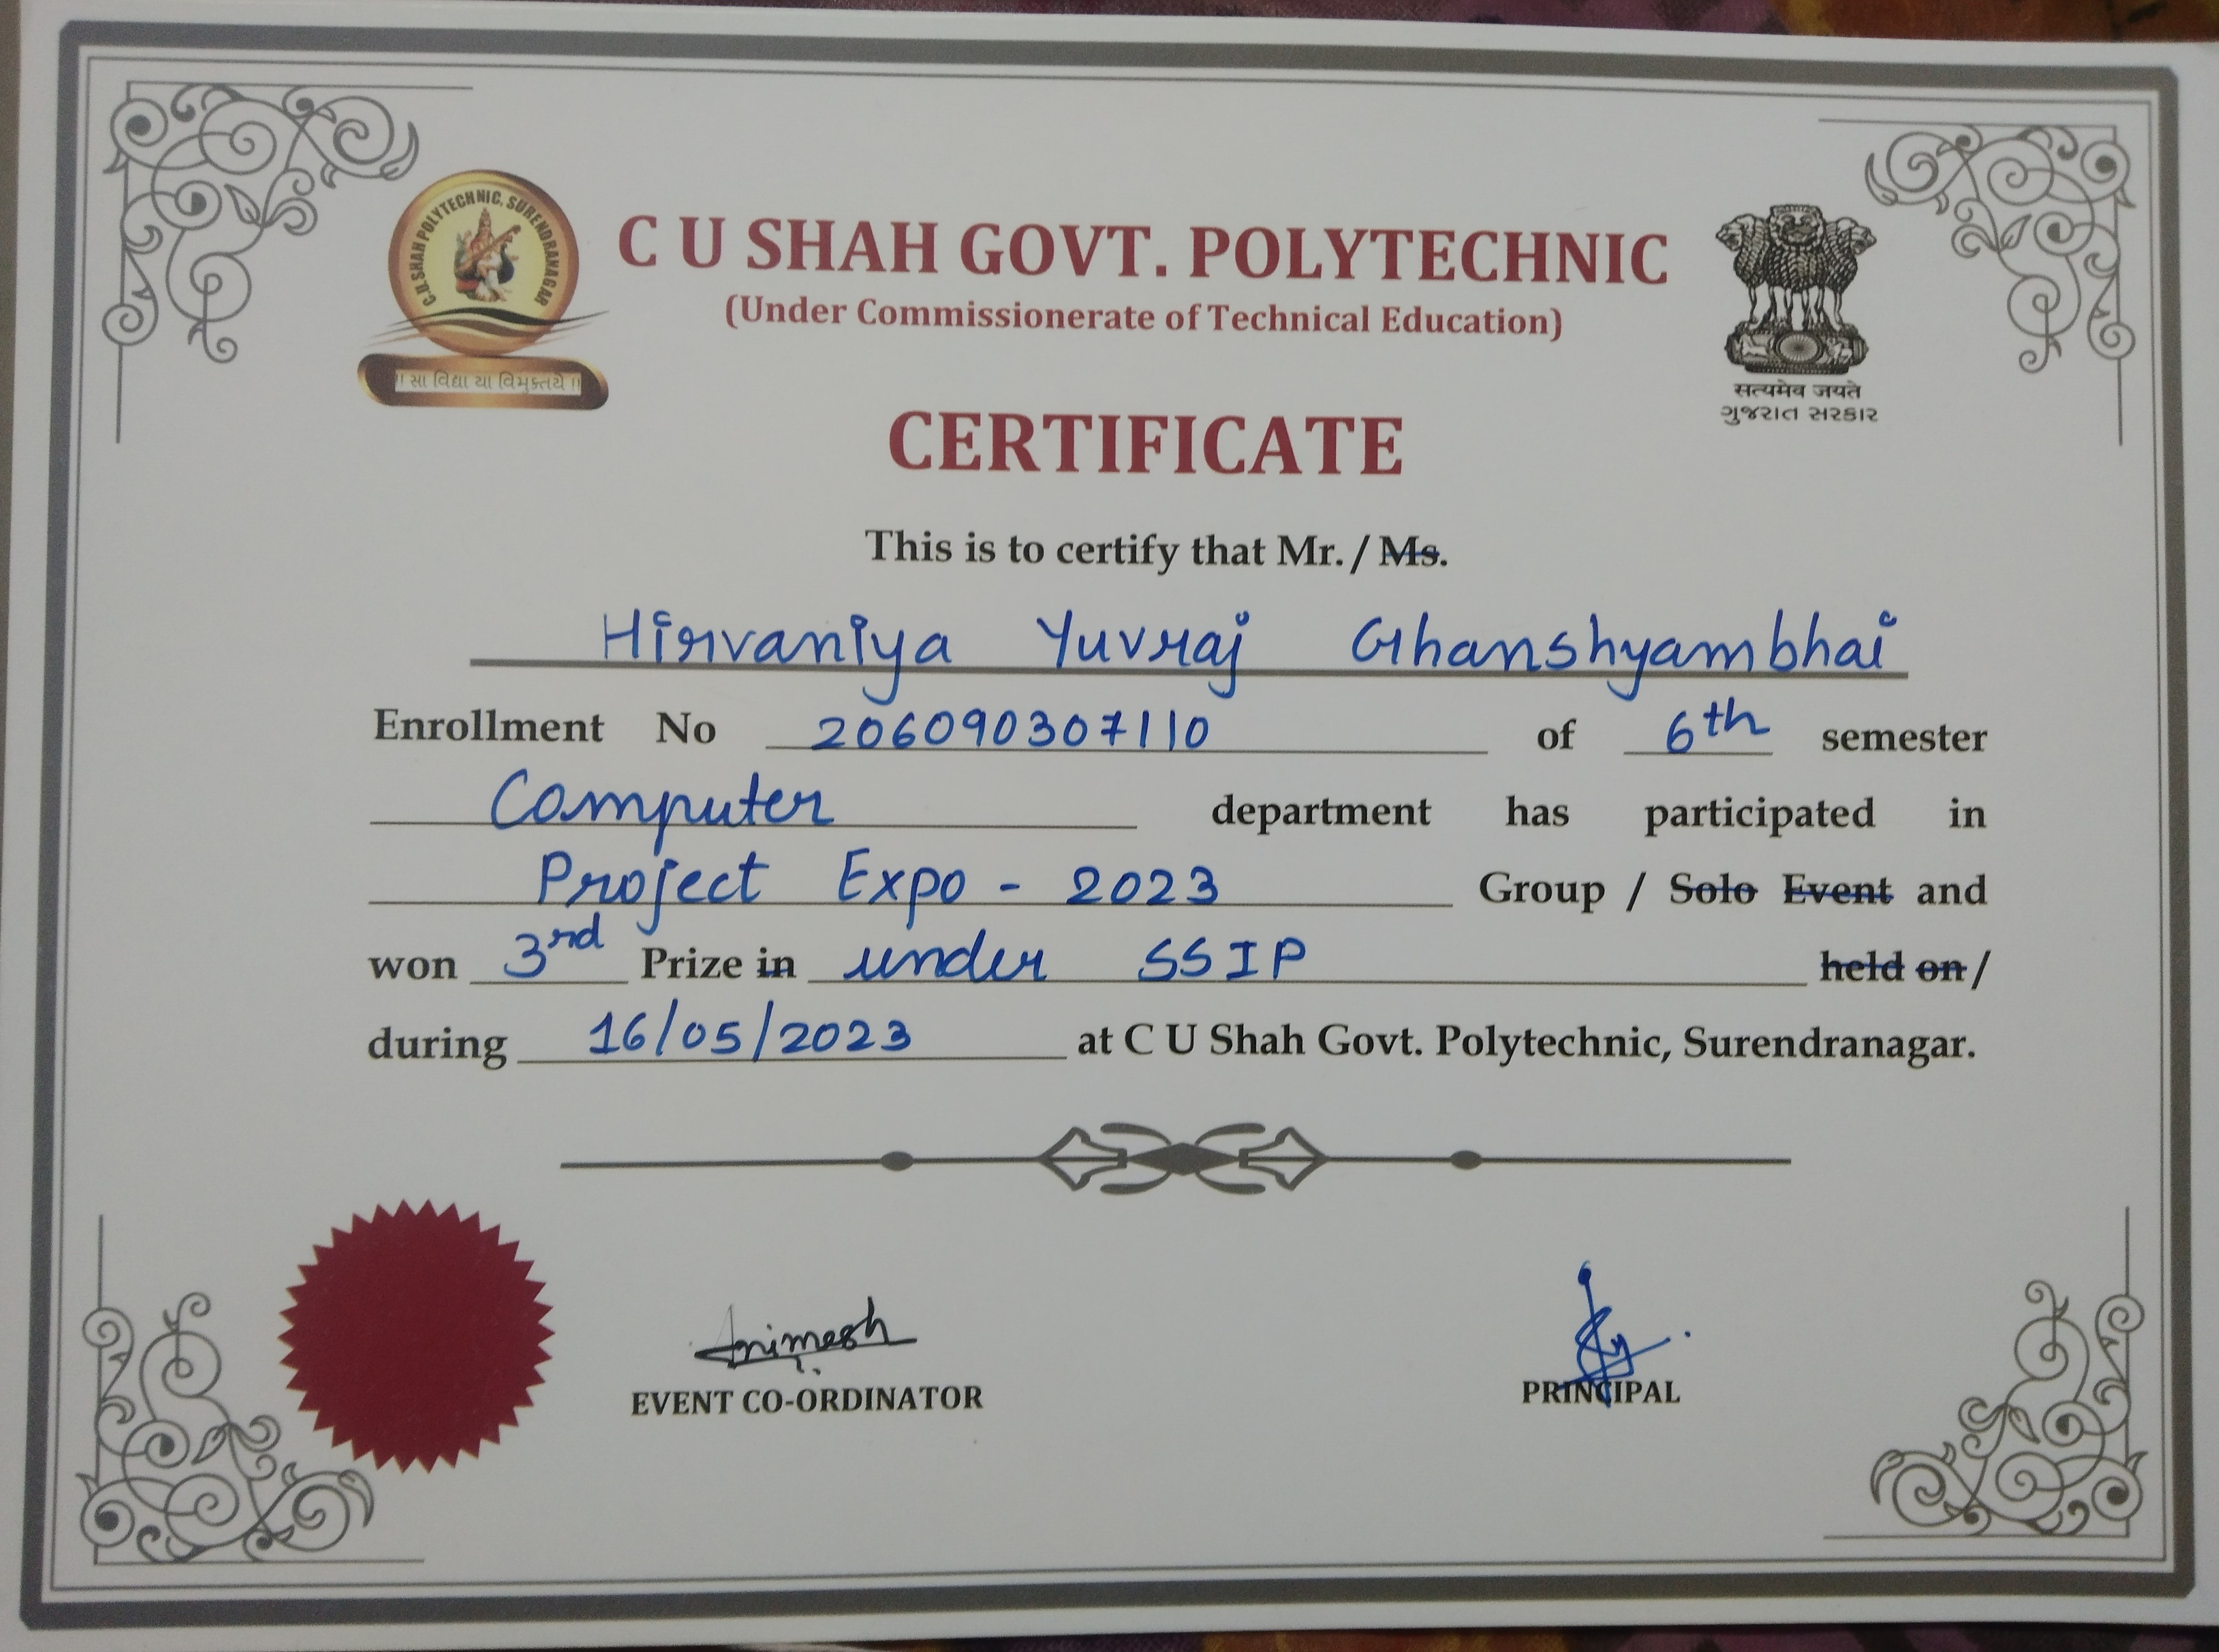 C.U.SHAH POLYTECHNIC, SURENDRANAGAR
!! સા વિદ્યા યા વિમુક્તયે !!
C U SHAH GOVT. POLYTECHNIC
(Under Commissionerate of Technical Education)
सत्यमेव जयते
ગુજરાત સરકાર
CERTIFICATE
This is to certify that Mr. / Ms.
Hirvaniya Yuvraj Ghanshyambhai
Enrollment No 206090307110 of 6th semester
Computer department has participated in
Project Expo - 2023 Group / Solo Event and
won 3rd Prize in under SSIP held on /
during 16/05/2023 at C U Shah Govt. Polytechnic, Surendranagar.
Animesh
EVENT CO-ORDINATOR
PRINCIPAL